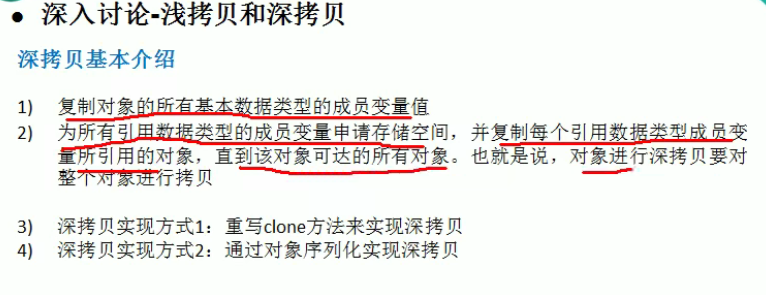 ● 深入讨论-浅拷贝和深拷贝
深拷贝基本介绍
1) 复制对象的所有基本数据类型的成员变量值
2) 为所有引用数据类型的成员变量申请存储空间，并复制每个引用数据类型成员变
量所引用的对象，直到该对象可达的所有对象。也就是说，对象进行深拷贝要对
整个对象进行拷贝
3) 深拷贝实现方式1：重写clone方法来实现深拷贝
4) 深拷贝实现方式2：通过对象序列化实现深拷贝